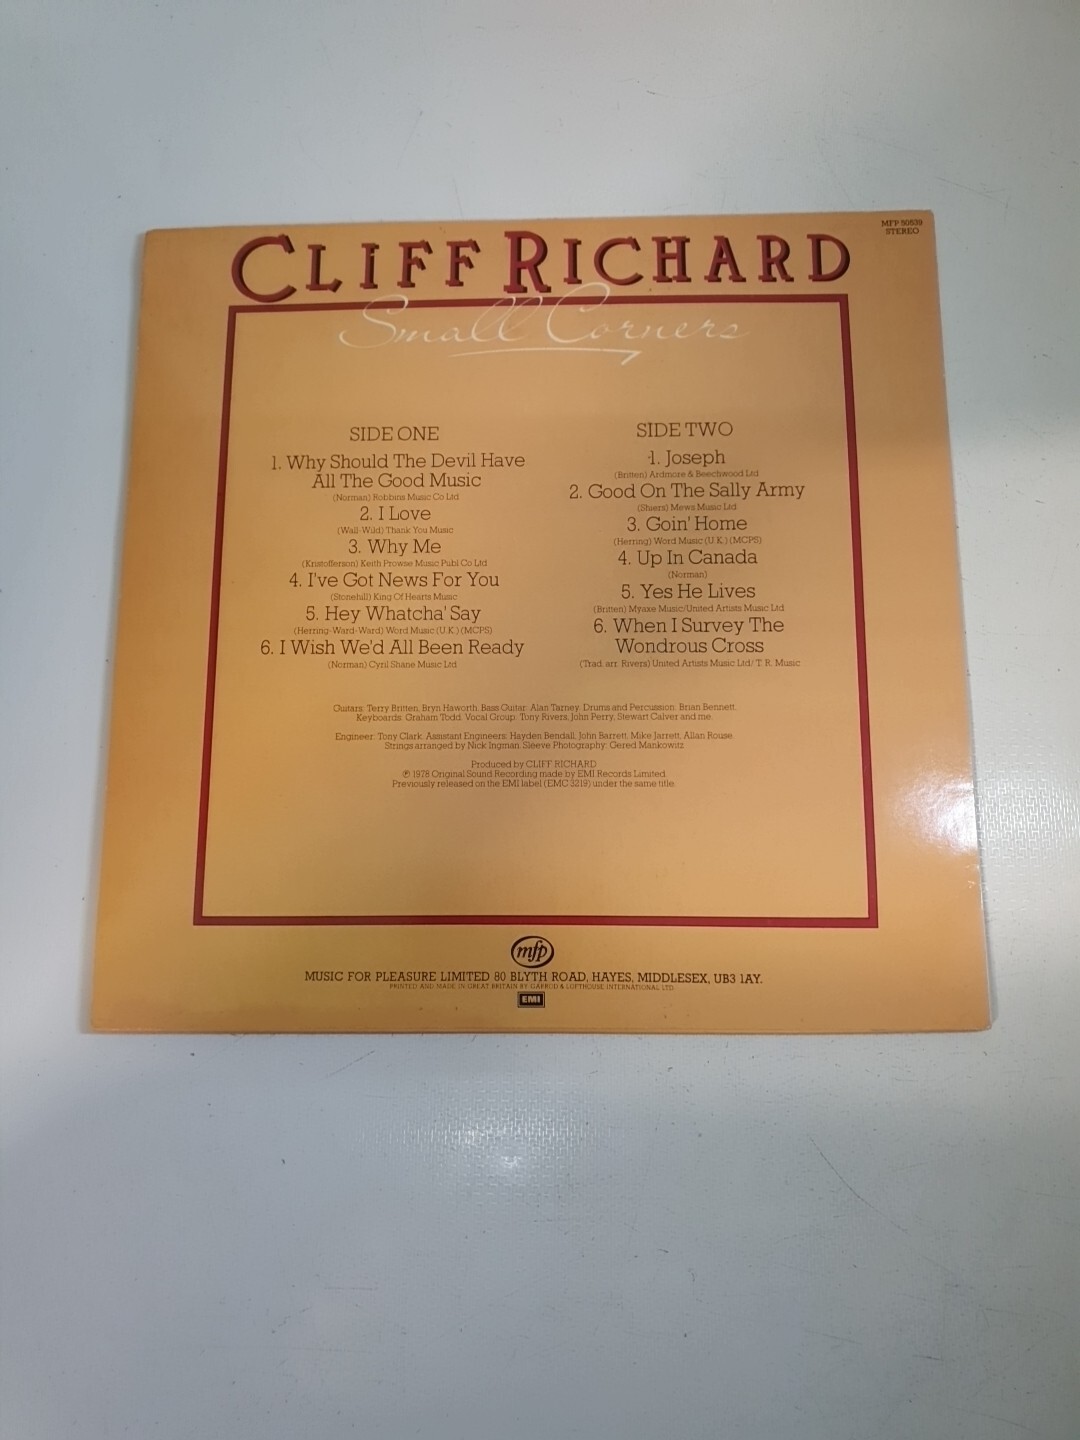 MFP 50539
STEREO
CLIFF RICHARD
Small Corners
SIDE ONE
1. Why Should The Devil Have
All The Good Music
(Norman) Robbins Music Co Ltd
2. I Love
(Wall-Wild) Thank You Music
3. Why Me
(Kristofferson) Keith Prowse Music Publ Co Ltd
4. I've Got News For You
(Stonehill) King Of Hearts Music
5. Hey Whatcha' Say
(Herring-Ward-Ward) Word Music (U.K.) (MCPS)
6. I Wish We'd All Been Ready
(Norman) Cyril Shane Music Ltd
SIDE TWO
1. Joseph
(Britten) Ardmore & Beechwood Ltd
2. Good On The Sally Army
(Shiers) Mews Music Ltd
3. Goin' Home
(Herring) Word Music (U.K.) (MCPS)
4. Up In Canada
(Norman)
5. Yes He Lives
(Britten) Myaxe Music/United Artists Music Ltd
6. When I Survey The
Wondrous Cross
(Trad. arr. Rivers) United Artists Music Ltd/T. R. Music
Guitars: Terry Britten, Bryn Haworth. Bass Guitar: Alan Tarney. Drums and Percussion: Brian Bennett.
Keyboards: Graham Todd. Vocal Group: Tony Rivers, John Perry, Stewart Calver and me.
Engineer: Tony Clark. Assistant Engineers: Hayden Bendall, John Barrett, Mike Jarrett, Allan Rouse.
Strings arranged by Nick Ingman, Sleeve Photography: Gered Mankowitz
Produced by CLIFF RICHARD
℗ 1978 Original Sound Recording made by EMI Records Limited
Previously released on the EMI label (EMC 3219) under the same title.
mfp
MUSIC FOR PLEASURE LIMITED 80 BLYTH ROAD, HAYES, MIDDLESEX, UB3 1AY.
PRINTED AND MADE IN GREAT BRITAIN BY GARROD & LOFTHOUSE INTERNATIONAL LTD
EMI